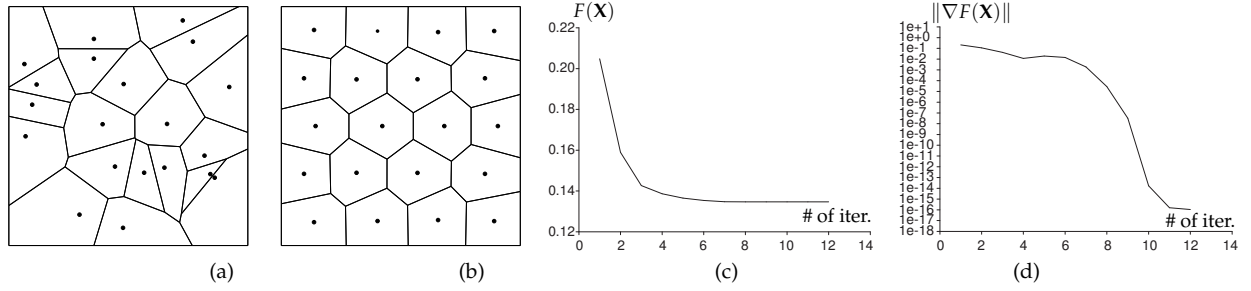 F(X)
0.24
0.22
0.20
0.18
0.16
0.14
0.12
0 2 4 6 8 10 12 14
# of iter.
||∇F(X)||
1e+1
1e+0
1e-1
1e-2
1e-3
1e-4
1e-5
1e-6
1e-7
1e-8
1e-9
1e-10
1e-11
1e-12
1e-13
1e-14
1e-15
1e-16
1e-17
1e-18
0 2 4 6 8 10 12 14
# of iter.
(a) (b) (c) (d)